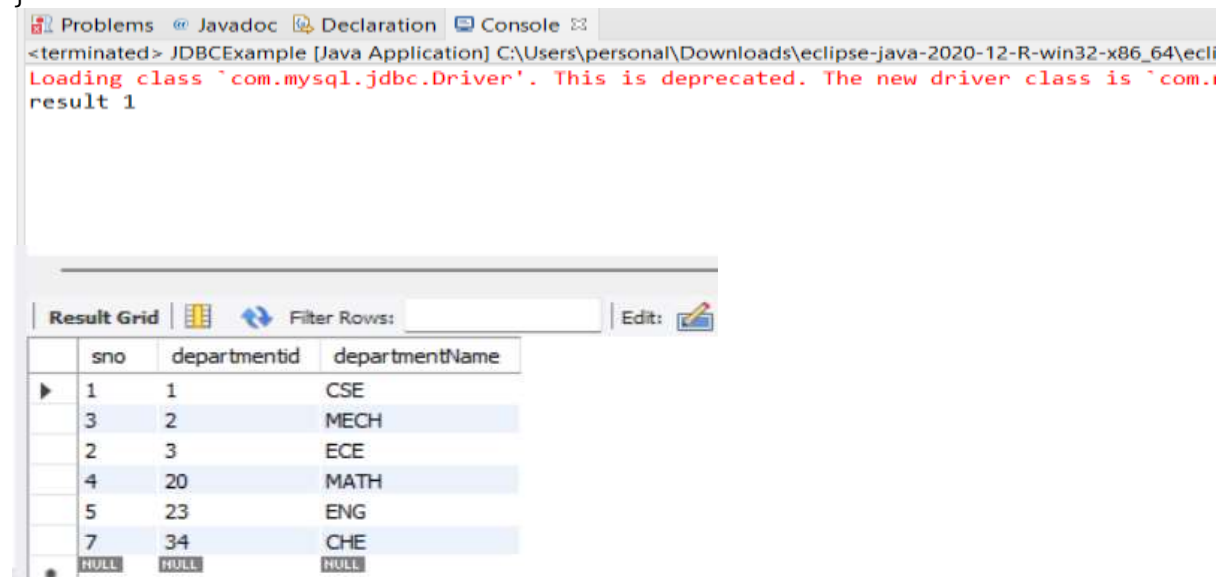 Problems @ Javadoc Declaration Console
<terminated> JDBCExample [Java Application] C:\Users\personal\Downloads\eclipse-java-2020-12-R-win32-x86_64\ecli
Loading class `com.mysql.jdbc.Driver'. This is deprecated. The new driver class is `com.
result 1
Result Grid Filter Rows: Edit:
sno departmentid departmentName
1 1 CSE
3 2 MECH
2 3 ECE
4 20 MATH
5 23 ENG
7 34 CHE
NULL NULL NULL